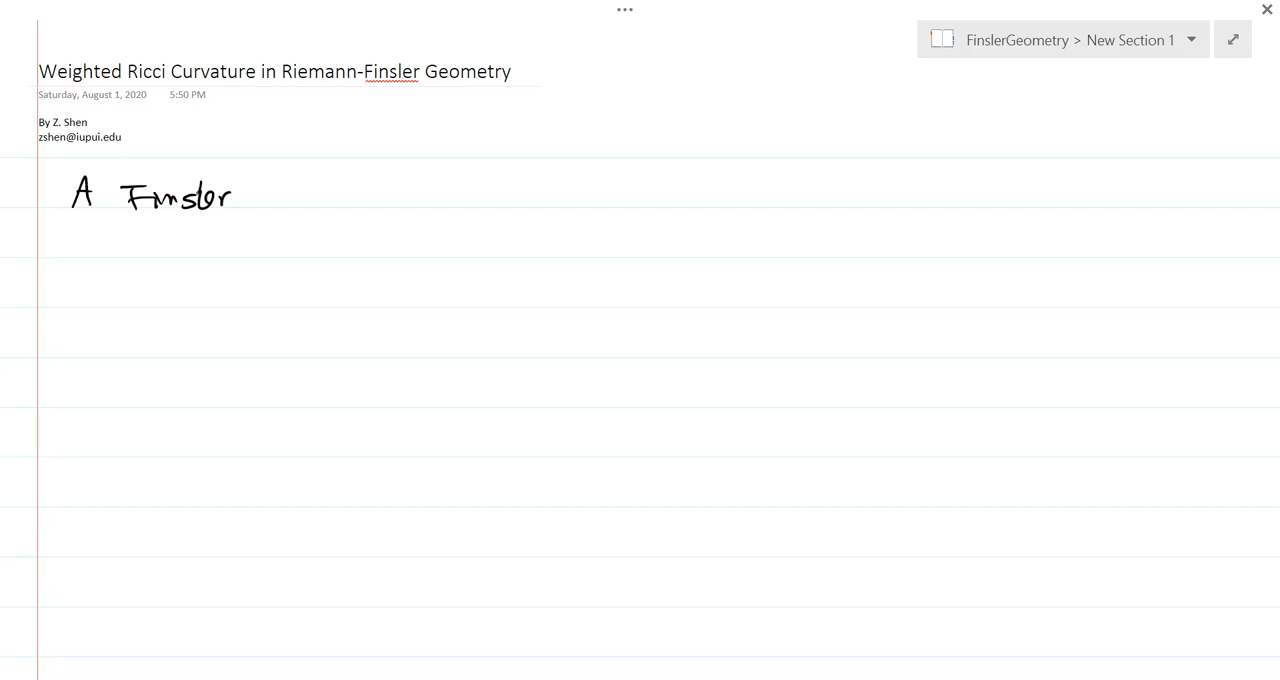 FinslerGeometry > New Section 1
Weighted Ricci Curvature in Riemann-Finsler Geometry
Saturday, August 1, 2020 5:50 PM
By Z. Shen
zshen@iupui.edu
A Finsler